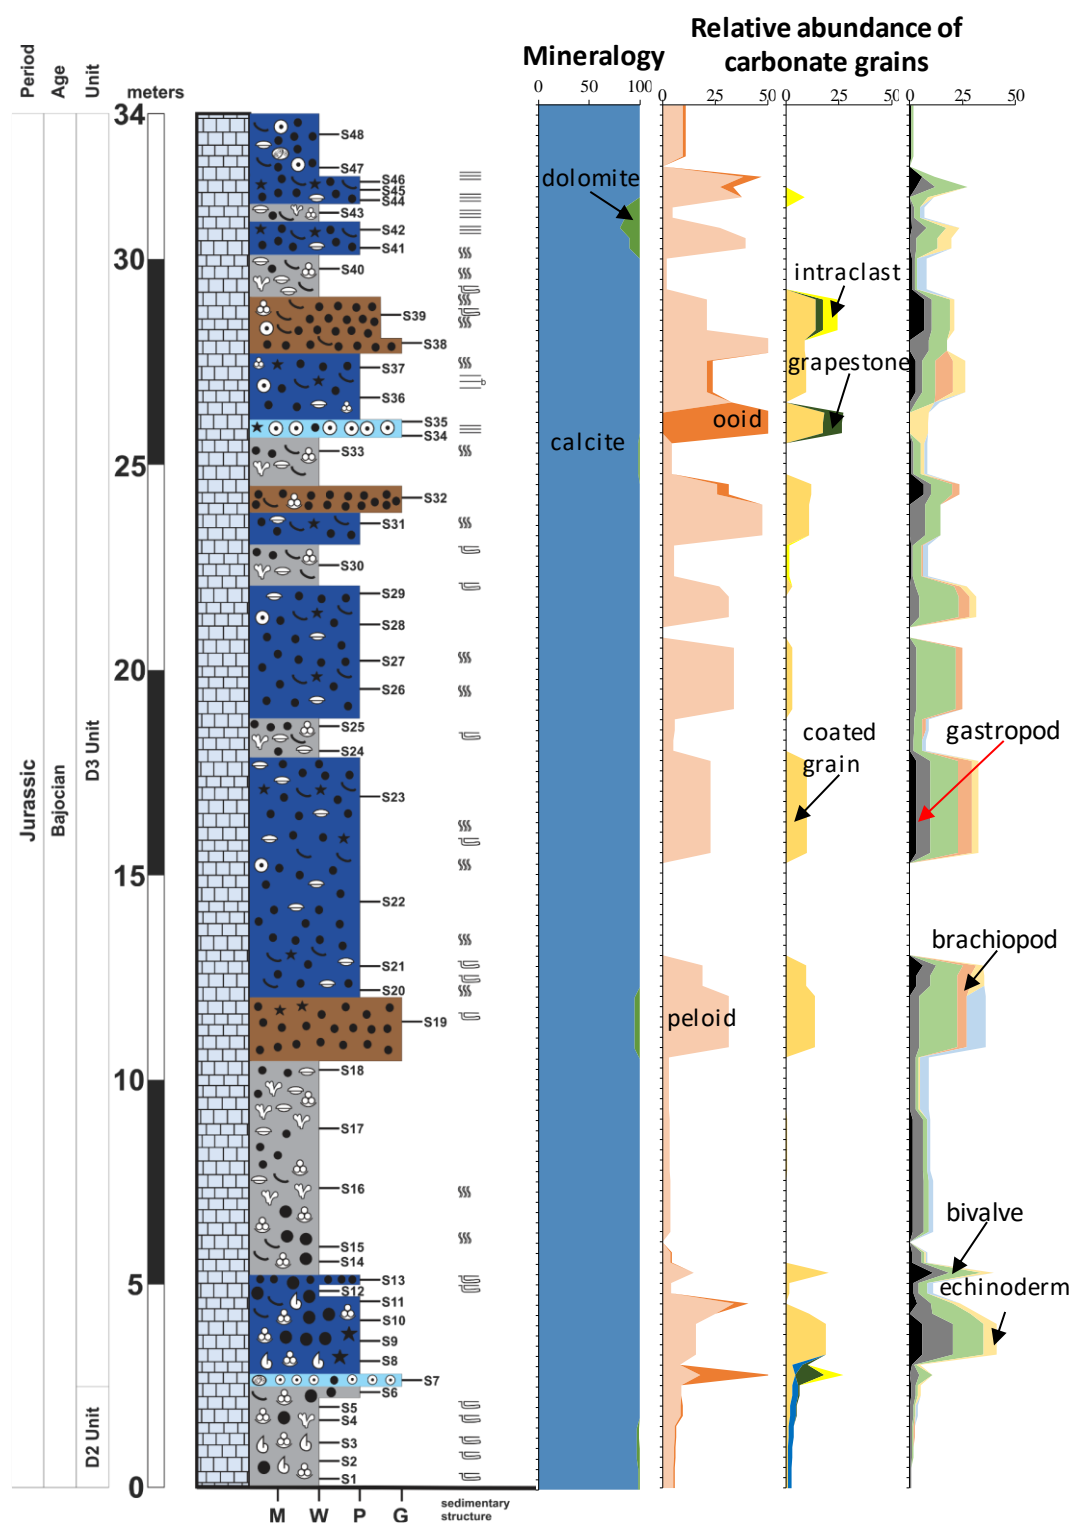 Relative abundance of
carbonate grains
Mineralogy
Period
Age
Unit
meters
0 50 100
0 25 50
0 25 50
0 25 50
34
30
25
20
15
10
5
0
Jurassic
Bajocian
D3 Unit
D2 Unit
S48
S47
S46
S45
S44
S43
S42
S41
S40
S39
S38
S37
S36
S35
S34
S33
S32
S31
S30
S29
S28
S27
S26
S25
S24
S23
S22
S21
S20
S19
S18
S17
S16
S15
S14
S13
S12
S11
S10
S9
S8
S7
S6
S5
S4
S3
S2
S1
M W P G
sedimentary
structure
dolomite
calcite
intraclast
grapestone
ooid
coated
grain
gastropod
brachiopod
peloid
bivalve
echinoderm